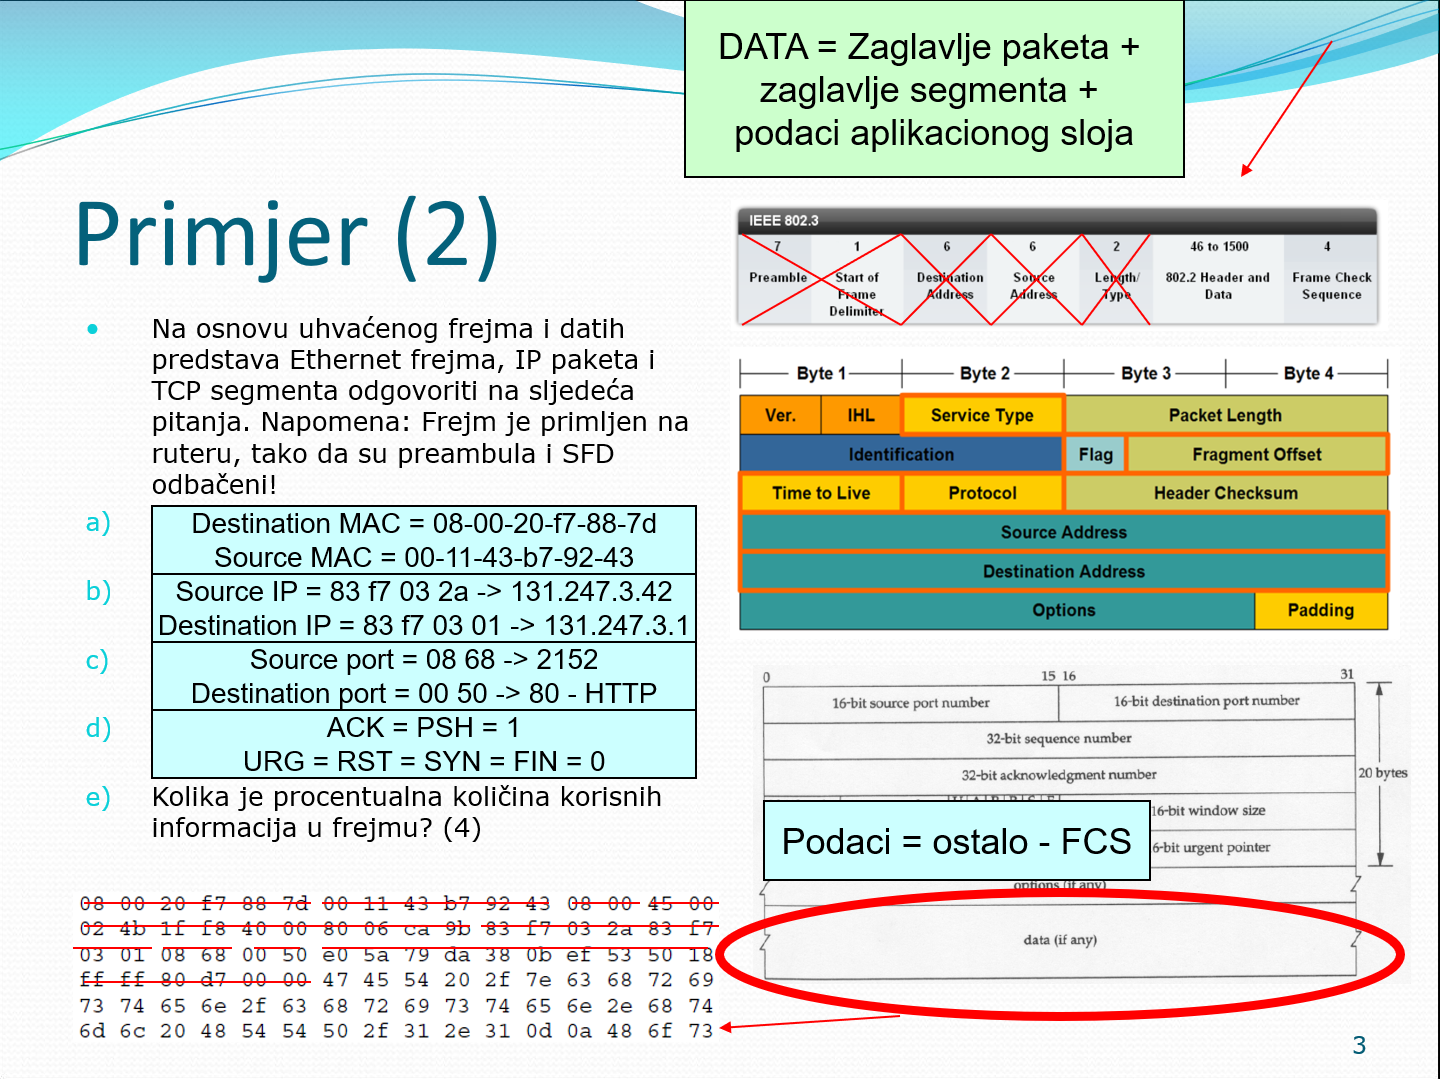 DATA = Zaglavlje paketa +
zaglavlje segmenta +
podaci aplikacionog sloja
Primjer (2)
Na osnovu uhvaćenog frejma i datih
predstava Ethernet frejma, IP paketa i
TCP segmenta odgovoriti na sljedeća
pitanja. Napomena: Frejm je primljen na
ruteru, tako da su preambula i SFD
odbačeni!
a) Destination MAC = 08-00-20-f7-88-7d
Source MAC = 00-11-43-b7-92-43
b) Source IP = 83 f7 03 2a -> 131.247.3.42
Destination IP = 83 f7 03 01 -> 131.247.3.1
c) Source port = 08 68 -> 2152
Destination port = 00 50 -> 80 - HTTP
d) ACK = PSH = 1
URG = RST = SYN = FIN = 0
e) Kolika je procentualna količina korisnih
informacija u frejmu? (4)
08 00 20 f7 88 7d 00 11 43 b7 92 43 08 00 45 00
02 4b 1f f8 40 00 80 06 ca 9b 83 f7 03 2a 83 f7
03 01 08 68 00 50 e0 5a 79 da 38 0b ef 53 50 18
ff ff 80 d7 00 00 47 45 54 20 2f 7e 63 68 72 69
73 74 65 6e 2f 63 68 72 69 73 74 65 6e 2e 68 74
6d 6c 20 48 54 54 50 2f 31 2e 31 0d 0a 48 6f 73
IEEE 802.3
7 1 6 6 2 46 to 1500 4
Preamble Start of Destination Source Length/ 802.2 Header and Frame Check
Frame Address Address Type Data Sequence
Delimiter
Byte 1 Byte 2 Byte 3 Byte 4
Ver. IHL Service Type Packet Length
Identification Flag Fragment Offset
Time to Live Protocol Header Checksum
Source Address
Destination Address
Options Padding
0 15 16 31
16-bit source port number 16-bit destination port number
32-bit sequence number
32-bit acknowledgment number
20 bytes
16-bit window size
Podaci = ostalo - FCS
6-bit urgent pointer
options (if any)
data (if any)
3